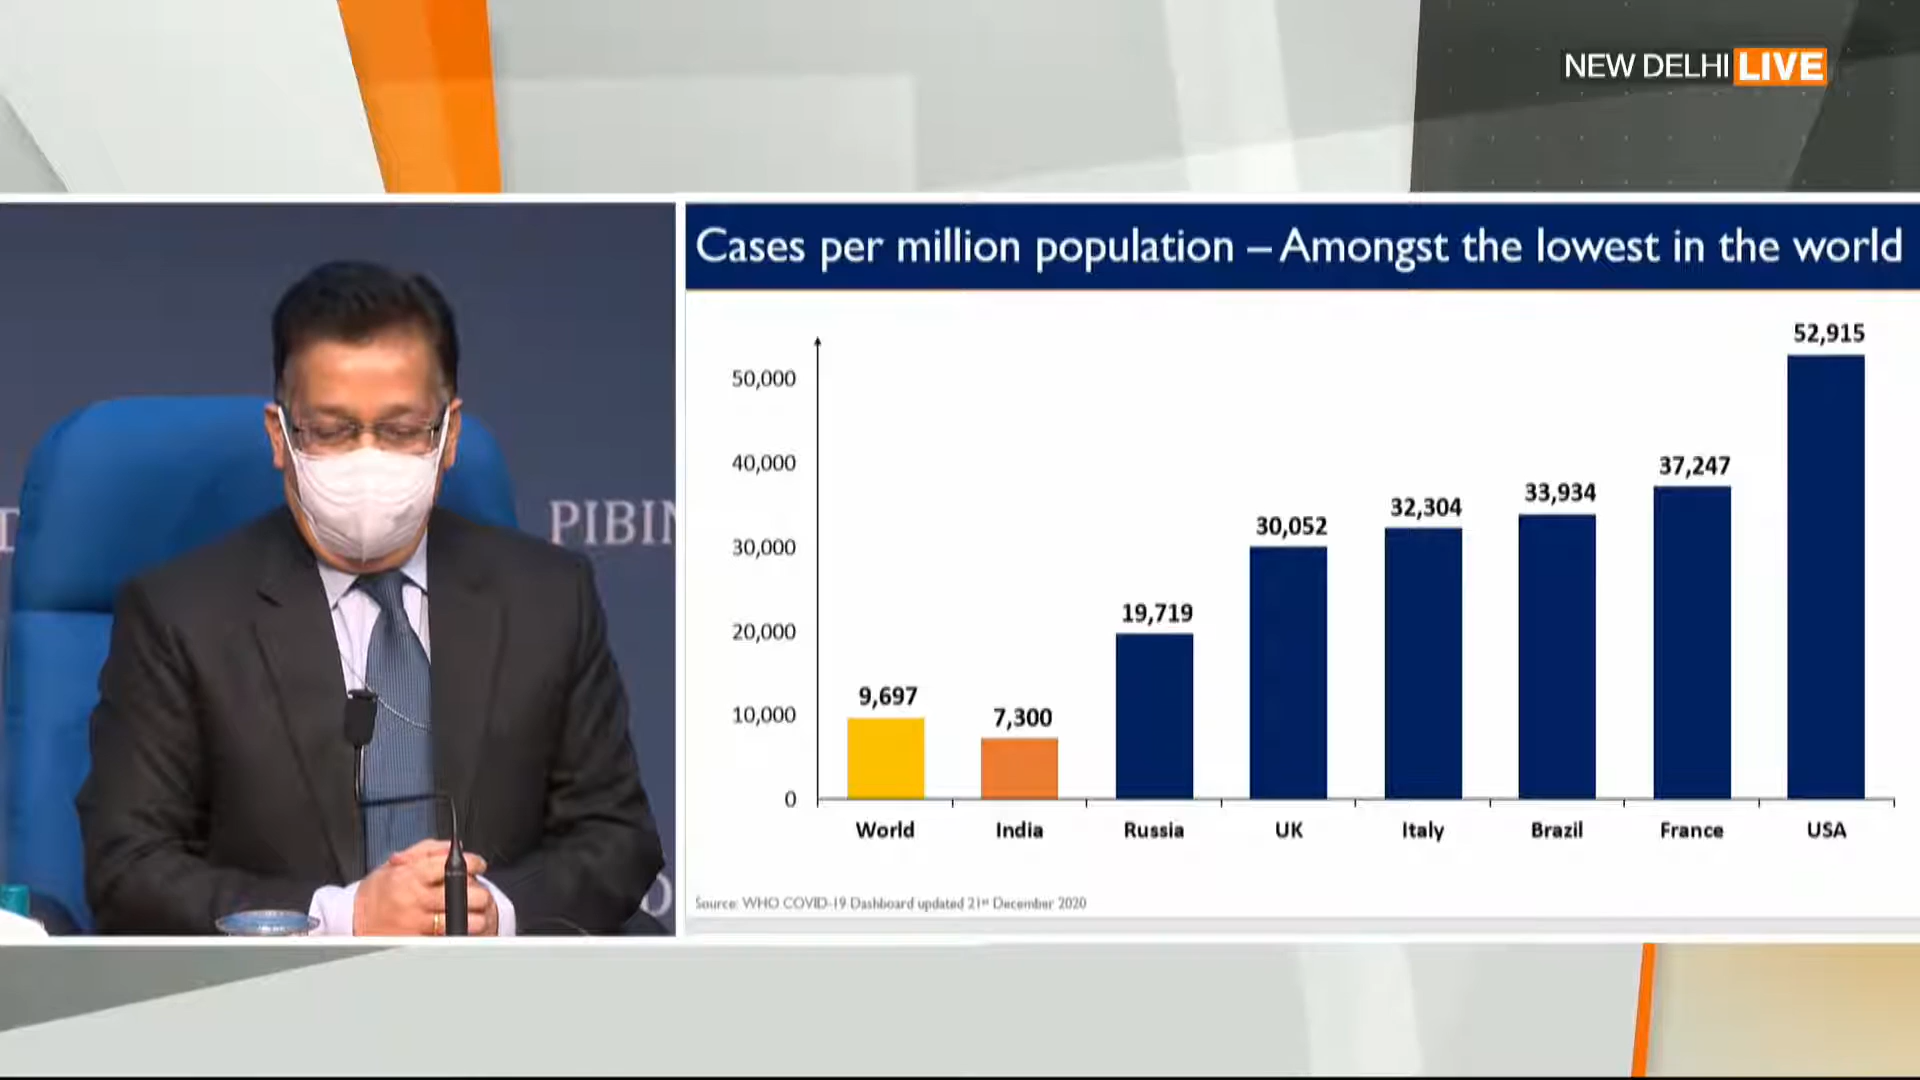 NEW DELHI LIVE
PIBIN
Cases per million population – Amongst the lowest in the world
52,915
50,000
40,000
37,247
33,934
32,304
30,052
30,000
19,719
20,000
9,697
7,300
10,000
0
World India Russia UK Italy Brazil France USA
Source: WHO COVID-19 Dashboard updated 21st December 2020